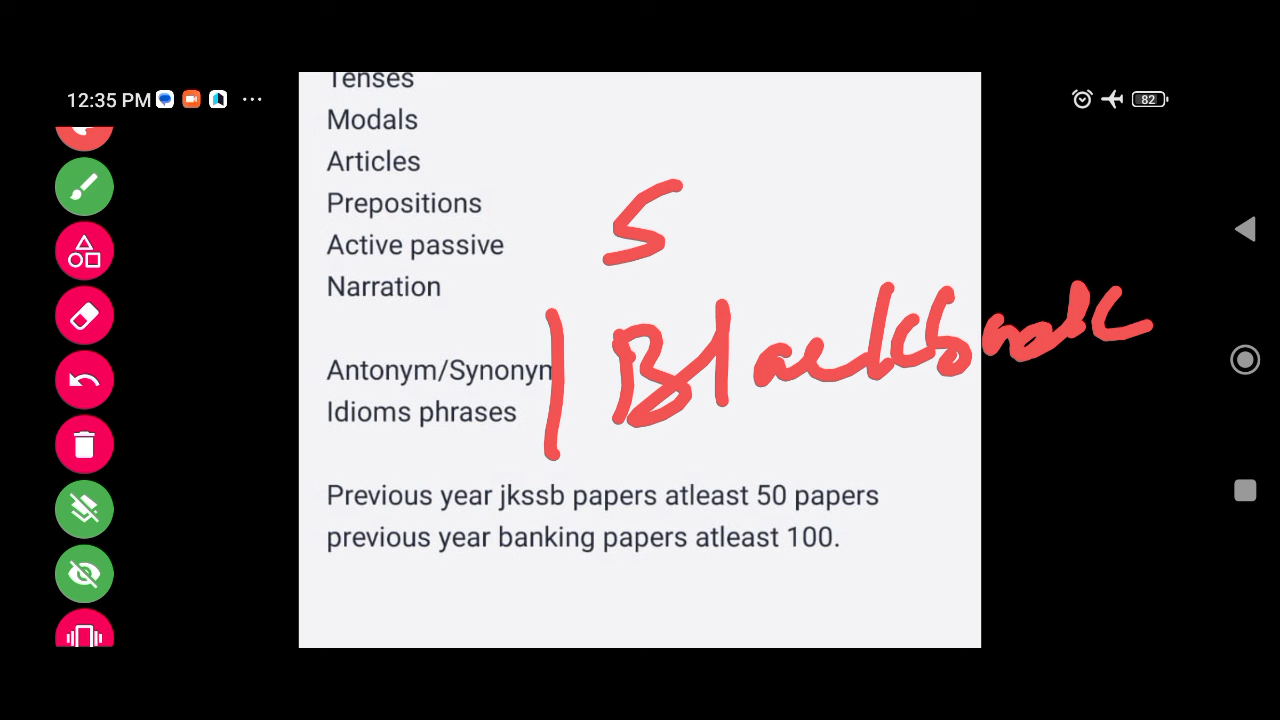 12:35 PM
82
Tenses
Modals
Articles
Prepositions
Active passive
Narration
5
Antonym/Synonym
Blackbook
Idioms phrases
Previous year jkssb papers atleast 50 papers
previous year banking papers atleast 100.